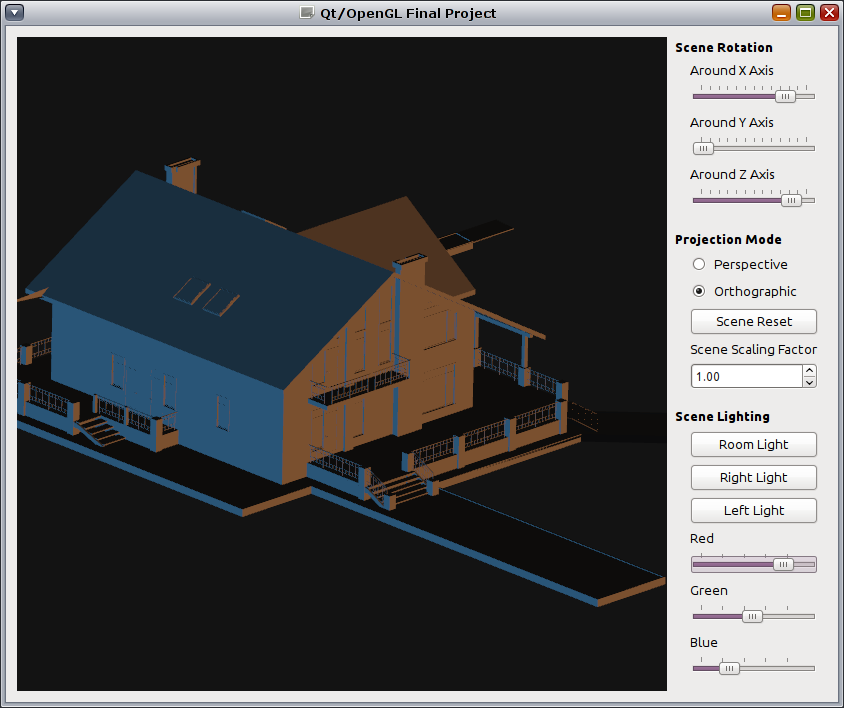 Qt/OpenGL Final Project
Scene Rotation
Around X Axis
Around Y Axis
Around Z Axis
Projection Mode
Perspective
Orthographic
Scene Reset
Scene Scaling Factor
1.00
Scene Lighting
Room Light
Right Light
Left Light
Red
Green
Blue